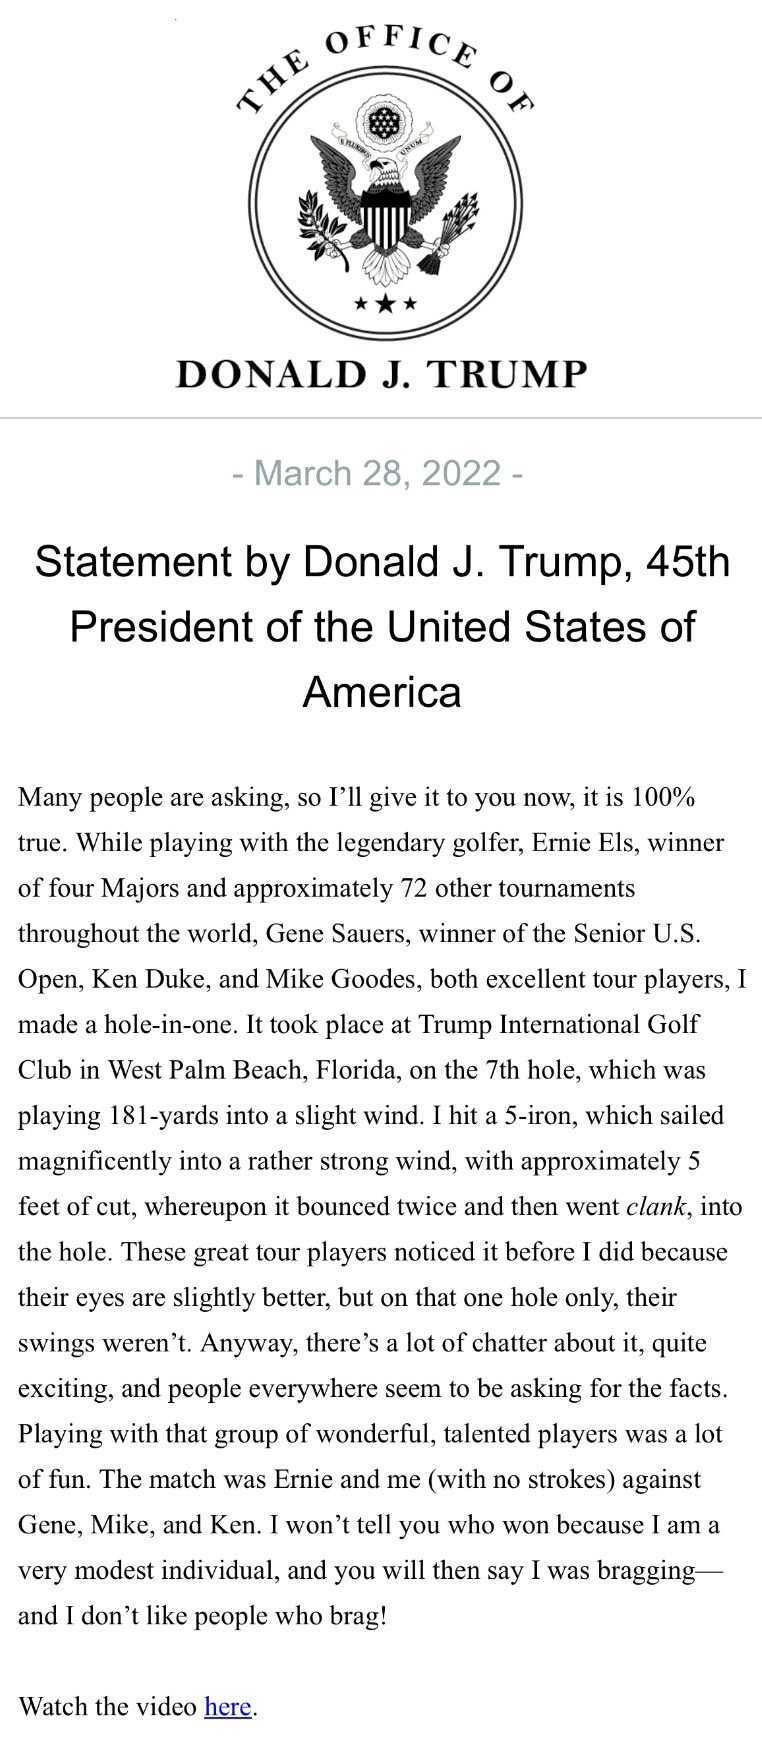 THE OFFICE OF
E PLURIBUS UNUM
DONALD J. TRUMP
- March 28, 2022 -
Statement by Donald J. Trump, 45th
President of the United States of
America
Many people are asking, so I’ll give it to you now, it is 100%
true. While playing with the legendary golfer, Ernie Els, winner
of four Majors and approximately 72 other tournaments
throughout the world, Gene Sauers, winner of the Senior U.S.
Open, Ken Duke, and Mike Goodes, both excellent tour players, I
made a hole-in-one. It took place at Trump International Golf
Club in West Palm Beach, Florida, on the 7th hole, which was
playing 181-yards into a slight wind. I hit a 5-iron, which sailed
magnificently into a rather strong wind, with approximately 5
feet of cut, whereupon it bounced twice and then went clank, into
the hole. These great tour players noticed it before I did because
their eyes are slightly better, but on that one hole only, their
swings weren’t. Anyway, there’s a lot of chatter about it, quite
exciting, and people everywhere seem to be asking for the facts.
Playing with that group of wonderful, talented players was a lot
of fun. The match was Ernie and me (with no strokes) against
Gene, Mike, and Ken. I won’t tell you who won because I am a
very modest individual, and you will then say I was bragging—
and I don’t like people who brag!
Watch the video here.